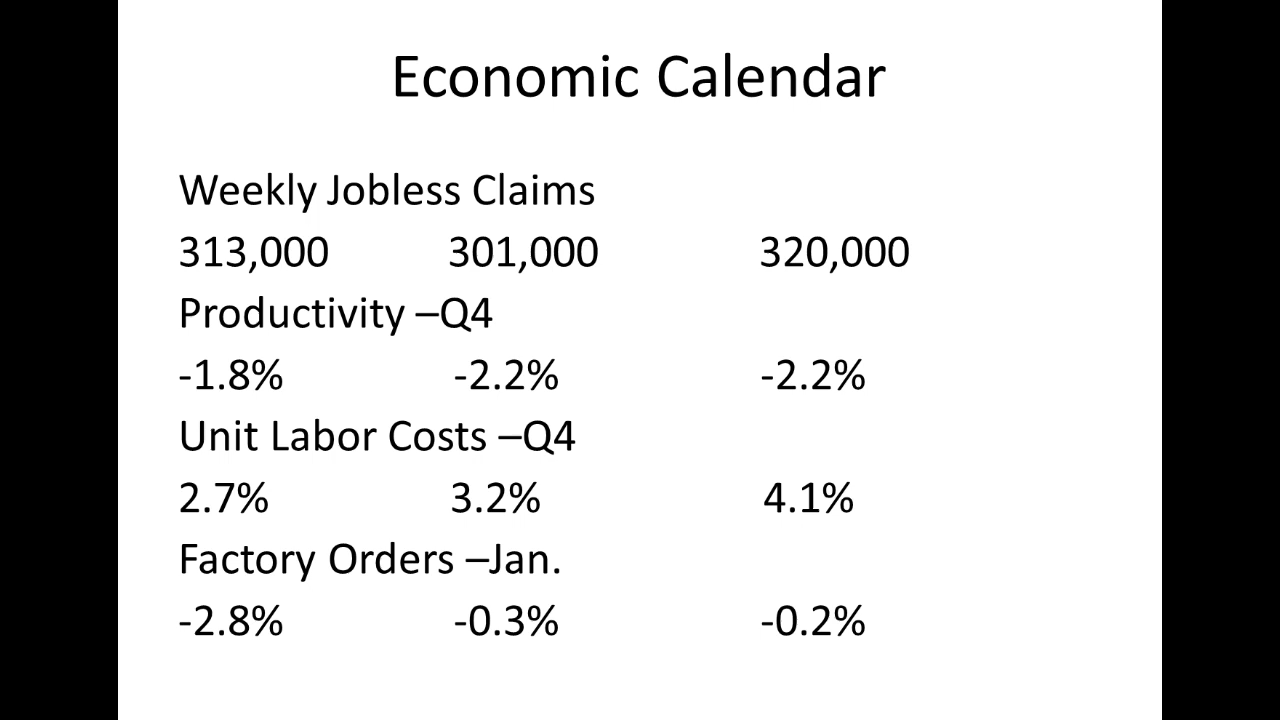 Economic Calendar
Weekly Jobless Claims
313,000 301,000 320,000
Productivity –Q4
-1.8% -2.2% -2.2%
Unit Labor Costs –Q4
2.7% 3.2% 4.1%
Factory Orders –Jan.
-2.8% -0.3% -0.2%